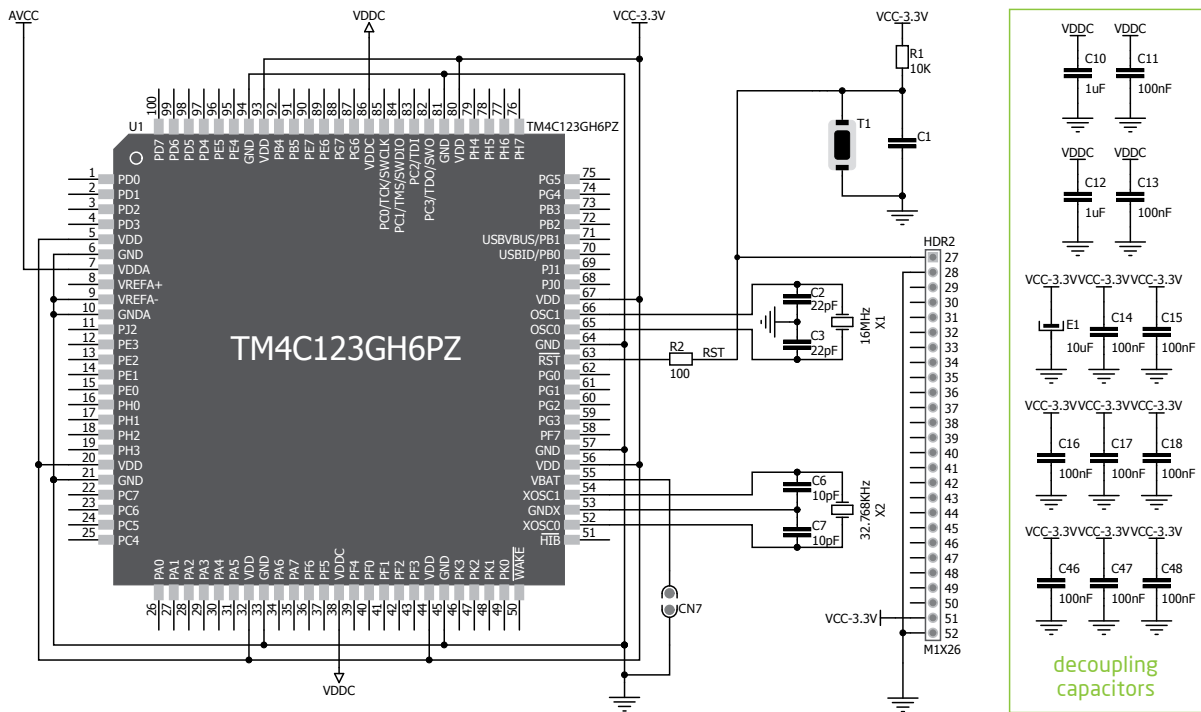 AVCC
VDDC
VCC-3.3V
VCC-3.3V
R1
10K
T1
C1
100
99
98
97
96
95
94
93
92
91
90
89
88
87
86
85
84
83
82
81
80
79
78
77
76
U1
TM4C123GH6PZ
PD7
PD6
PD5
PD4
PE5
PE4
GND
VDD
PB4
PB5
PE7
PE6
PG7
PG6
VDDC
PC0/TCK/SWCLK
PC1/TMS/SWDIO
PC2/TDI
PC3/TDO/SWO
GND
VDD
PH4
PH5
PH6
PH7
1 PD0
2 PD1
3 PD2
4 PD3
5 VDD
6 GND
7 VDDA
8 VREFA+
9 VREFA-
10 GNDA
11 PJ2
12 PE3
13 PE2
14 PE1
15 PE0
16 PH0
17 PH1
18 PH2
19 PH3
20 VDD
21 GND
22 PC7
23 PC6
24 PC5
25 PC4
TM4C123GH6PZ
PG5 75
PG4 74
PB3 73
PB2 72
USBVBUS/PB1 71
USBID/PB0 70
PJ1 69
PJ0 68
VDD 67
OSC1 66
OSC0 65
GND 64
RST 63
PG0 62
PG1 61
PG2 60
PG3 59
PF7 58
GND 57
VDD 56
VBAT 55
XOSC1 54
GNDX 53
XOSC0 52
HIB 51
PA0
PA1
PA2
PA3
PA4
PA5
VDD
GND
PA6
PA7
PF6
PF5
VDDC
PF4
PF0
PF1
PF2
PF3
VDD
GND
PK3
PK2
PK1
PK0
WAKE
26
27
28
29
30
31
32
33
34
35
36
37
38
39
40
41
42
43
44
45
46
47
48
49
50
VDDC
C2
22pF
C3
22pF
16MHz
X1
R2
100
RST
C6
10pF
C7
10pF
32.768KHz
X2
CN7
HDR2
27
28
29
30
31
32
33
34
35
36
37
38
39
40
41
42
43
44
45
46
47
48
49
50
51
52
VCC-3.3V
M1X26
VDDC VDDC
C10 C11
1uF 100nF
VDDC VDDC
C12 C13
1uF 100nF
VCC-3.3V VCC-3.3V VCC-3.3V
E1 C14 C15
10uF 100nF 100nF
VCC-3.3V VCC-3.3V VCC-3.3V
C16 C17 C18
100nF 100nF 100nF
VCC-3.3V VCC-3.3V VCC-3.3V
C46 C47 C48
100nF 100nF 100nF
decoupling
capacitors